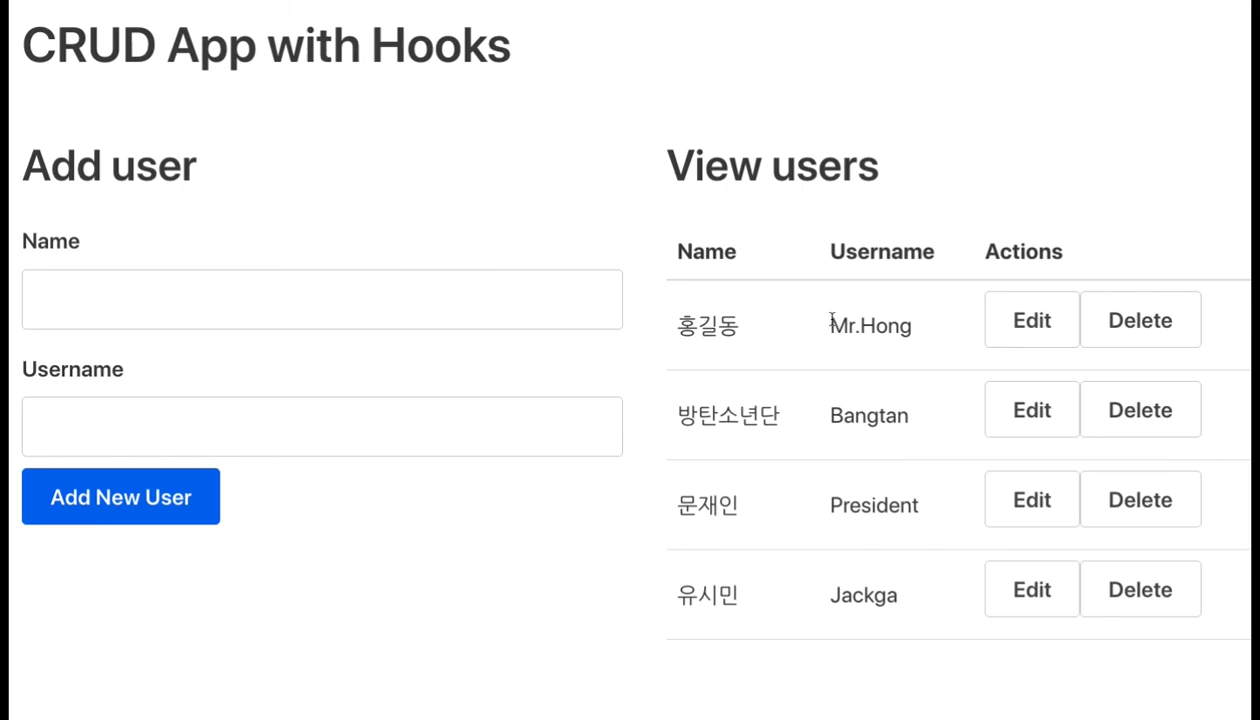 CRUD App with Hooks
Add user
Name
Username
Add New User
View users
Name Username Actions
홍길동 Mr.Hong Edit Delete
방탄소년단 Bangtan Edit Delete
문재인 President Edit Delete
유시민 Jackga Edit Delete